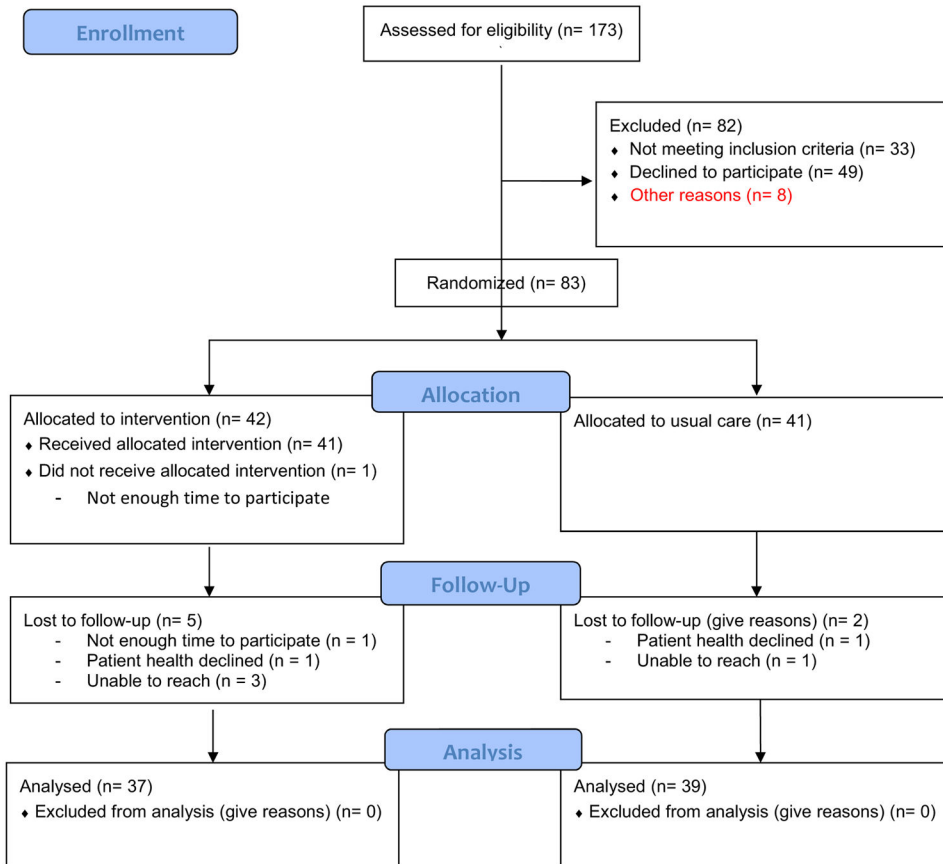 Enrollment
Assessed for eligibility (n= 173)
Excluded (n= 82)
♦ Not meeting inclusion criteria (n= 33)
♦ Declined to participate (n= 49)
♦ Other reasons (n= 8)
Randomized (n= 83)
Allocation
Allocated to intervention (n= 42)
♦ Received allocated intervention (n= 41)
♦ Did not receive allocated intervention (n= 1)
- Not enough time to participate
Allocated to usual care (n= 41)
Follow-Up
Lost to follow-up (n= 5)
- Not enough time to participate (n = 1)
- Patient health declined (n = 1)
- Unable to reach (n = 3)
Lost to follow-up (give reasons) (n= 2)
- Patient health declined (n = 1)
- Unable to reach (n = 1)
Analysis
Analysed (n= 37)
♦ Excluded from analysis (give reasons) (n= 0)
Analysed (n= 39)
♦ Excluded from analysis (give reasons) (n= 0)